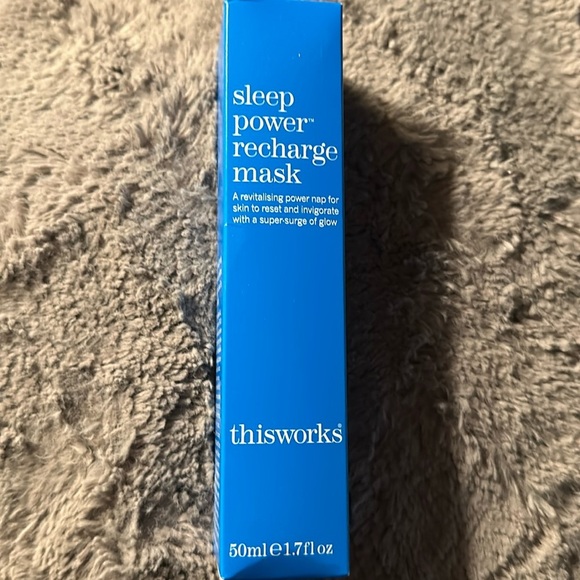 sleep
power™
recharge
mask
A revitalising power nap for
skin to reset and invigorate
with a super-surge of glow
thisworks®
50ml℮1.7fl oz